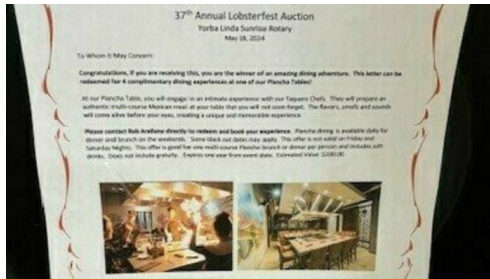 37th Annual Lobsterfest Auction
Yorba Linda Sunrise Rotary
May 18, 2024
To Whom It May Concern:
Congratulations, if you are receiving this, you are the winner of an amazing dining adventure. This letter can be
redeemed for 4 complimentary dining experiences at one of our Plancha Tables!
At our Plancha Table, you will engage in an intimate experience with our Taquero Chefs. They will prepare an
authentic multi-course Mexican meal at your table that you will not soon forget. The flavors, smells and sounds
will come alive before your eyes, creating a unique and memorable experience.
Please contact Rob Arellano directly to redeem and book your experience. Plancha dining is available daily for
dinner and brunch on the weekends. Some black out dates may apply. This offer is not valid on Friday and
Saturday Nights. This offer is good for one multi-course Plancha brunch or dinner per person and includes soft
drinks. Does not include gratuity. Expires one year from event date. Estimated Value: $200.00